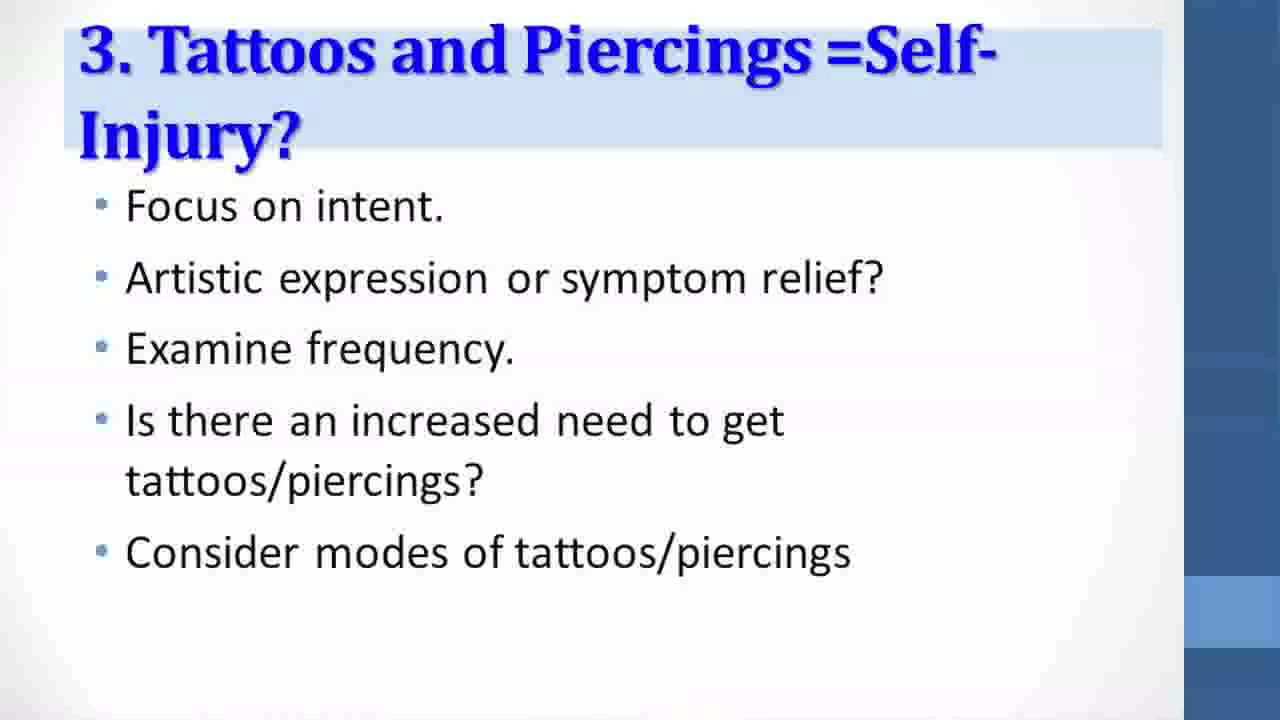 3. Tattoos and Piercings =Self-
Injury?
• Focus on intent.
• Artistic expression or symptom relief?
• Examine frequency.
• Is there an increased need to get
tattoos/piercings?
• Consider modes of tattoos/piercings